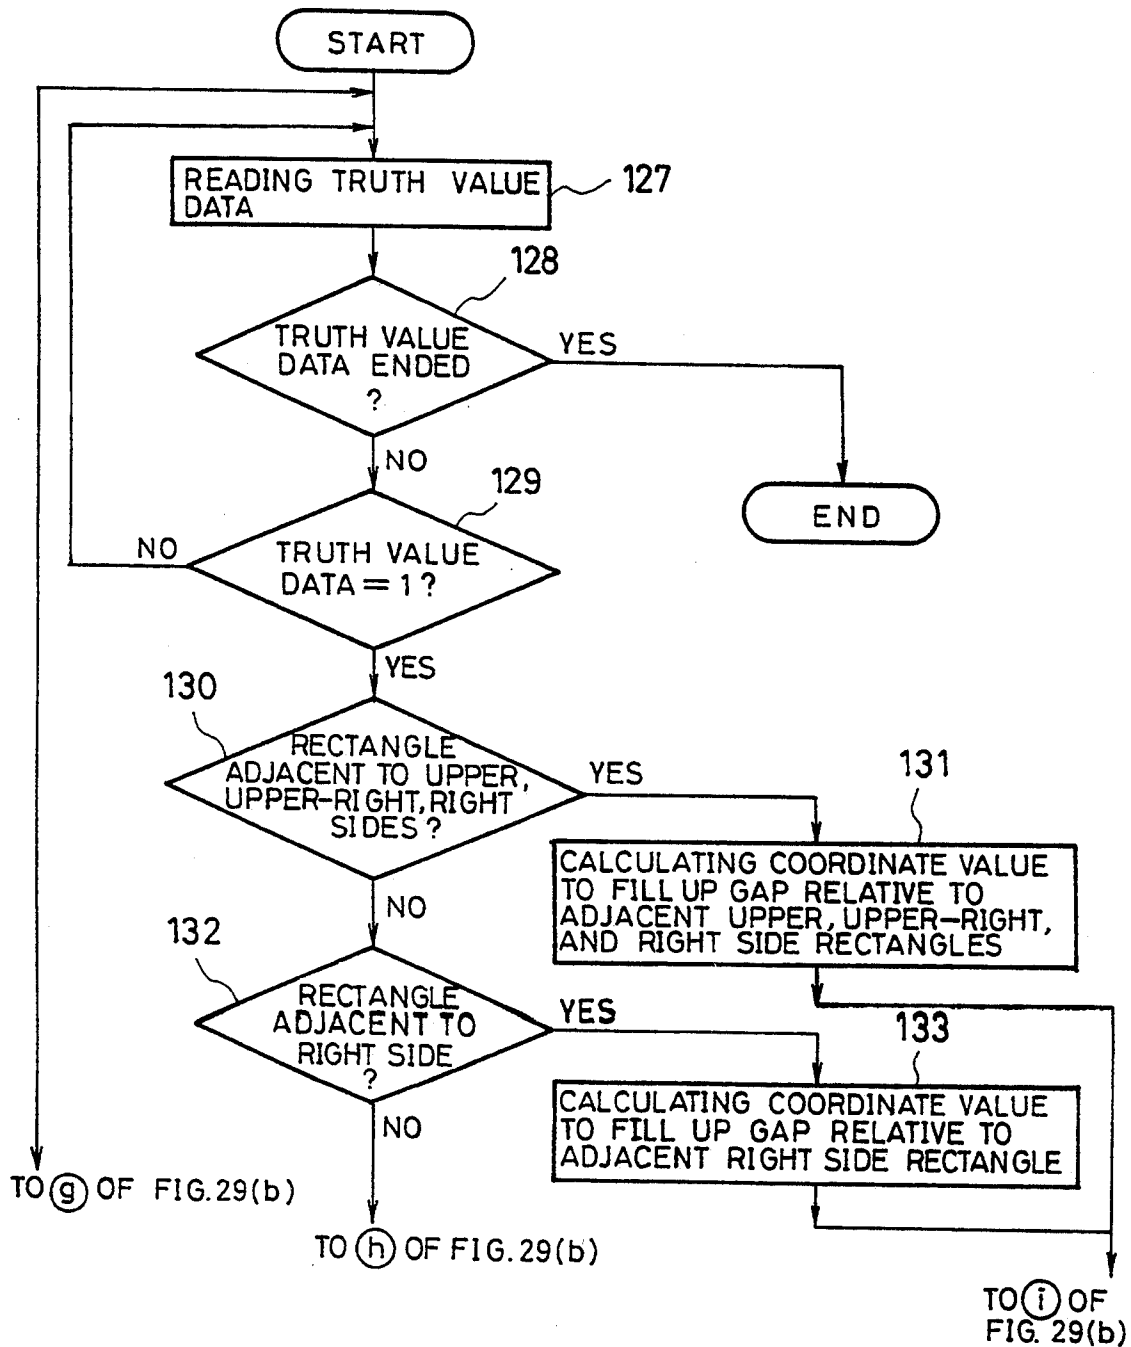 START
READING TRUTH VALUE
DATA
127
128
TRUTH VALUE
DATA ENDED
?
YES
NO
END
129
TRUTH VALUE
DATA = 1?
NO
YES
130
RECTANGLE
ADJACENT TO UPPER,
UPPER-RIGHT, RIGHT
SIDES?
YES
NO
131
CALCULATING COORDINATE VALUE
TO FILL UP GAP RELATIVE TO
ADJACENT UPPER, UPPER-RIGHT,
AND RIGHT SIDE RECTANGLES
132
RECTANGLE
ADJACENT TO
RIGHT SIDE
?
YES
NO
133
CALCULATING COORDINATE VALUE
TO FILL UP GAP RELATIVE TO
ADJACENT RIGHT SIDE RECTANGLE
TO g OF FIG. 29(b)
TO h OF FIG. 29(b)
TO i OF
FIG. 29(b)